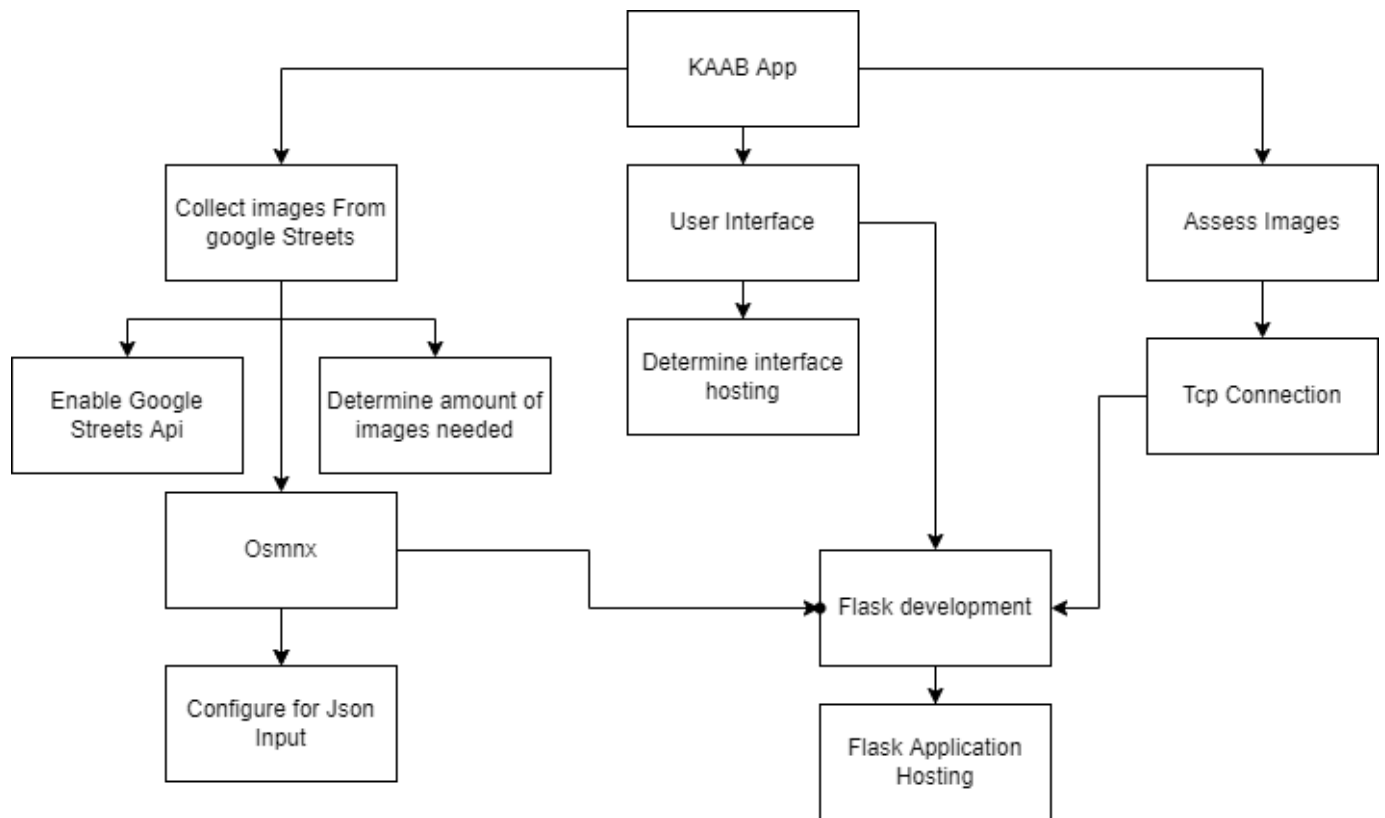 KAAB App
Collect images From
google Streets
User Interface
Assess Images
Enable Google
Streets Api
Determine amount of
images needed
Determine interface
hosting
Tcp Connection
Osmnx
Flask development
Configure for Json
Input
Flask Application
Hosting